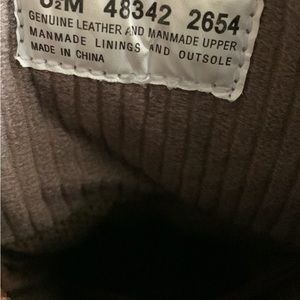 M 48342 2654
GENUINE LEATHER AND MANMADE UPPER
MANMADE LININGS AND OUTSOLE
MADE IN CHINA